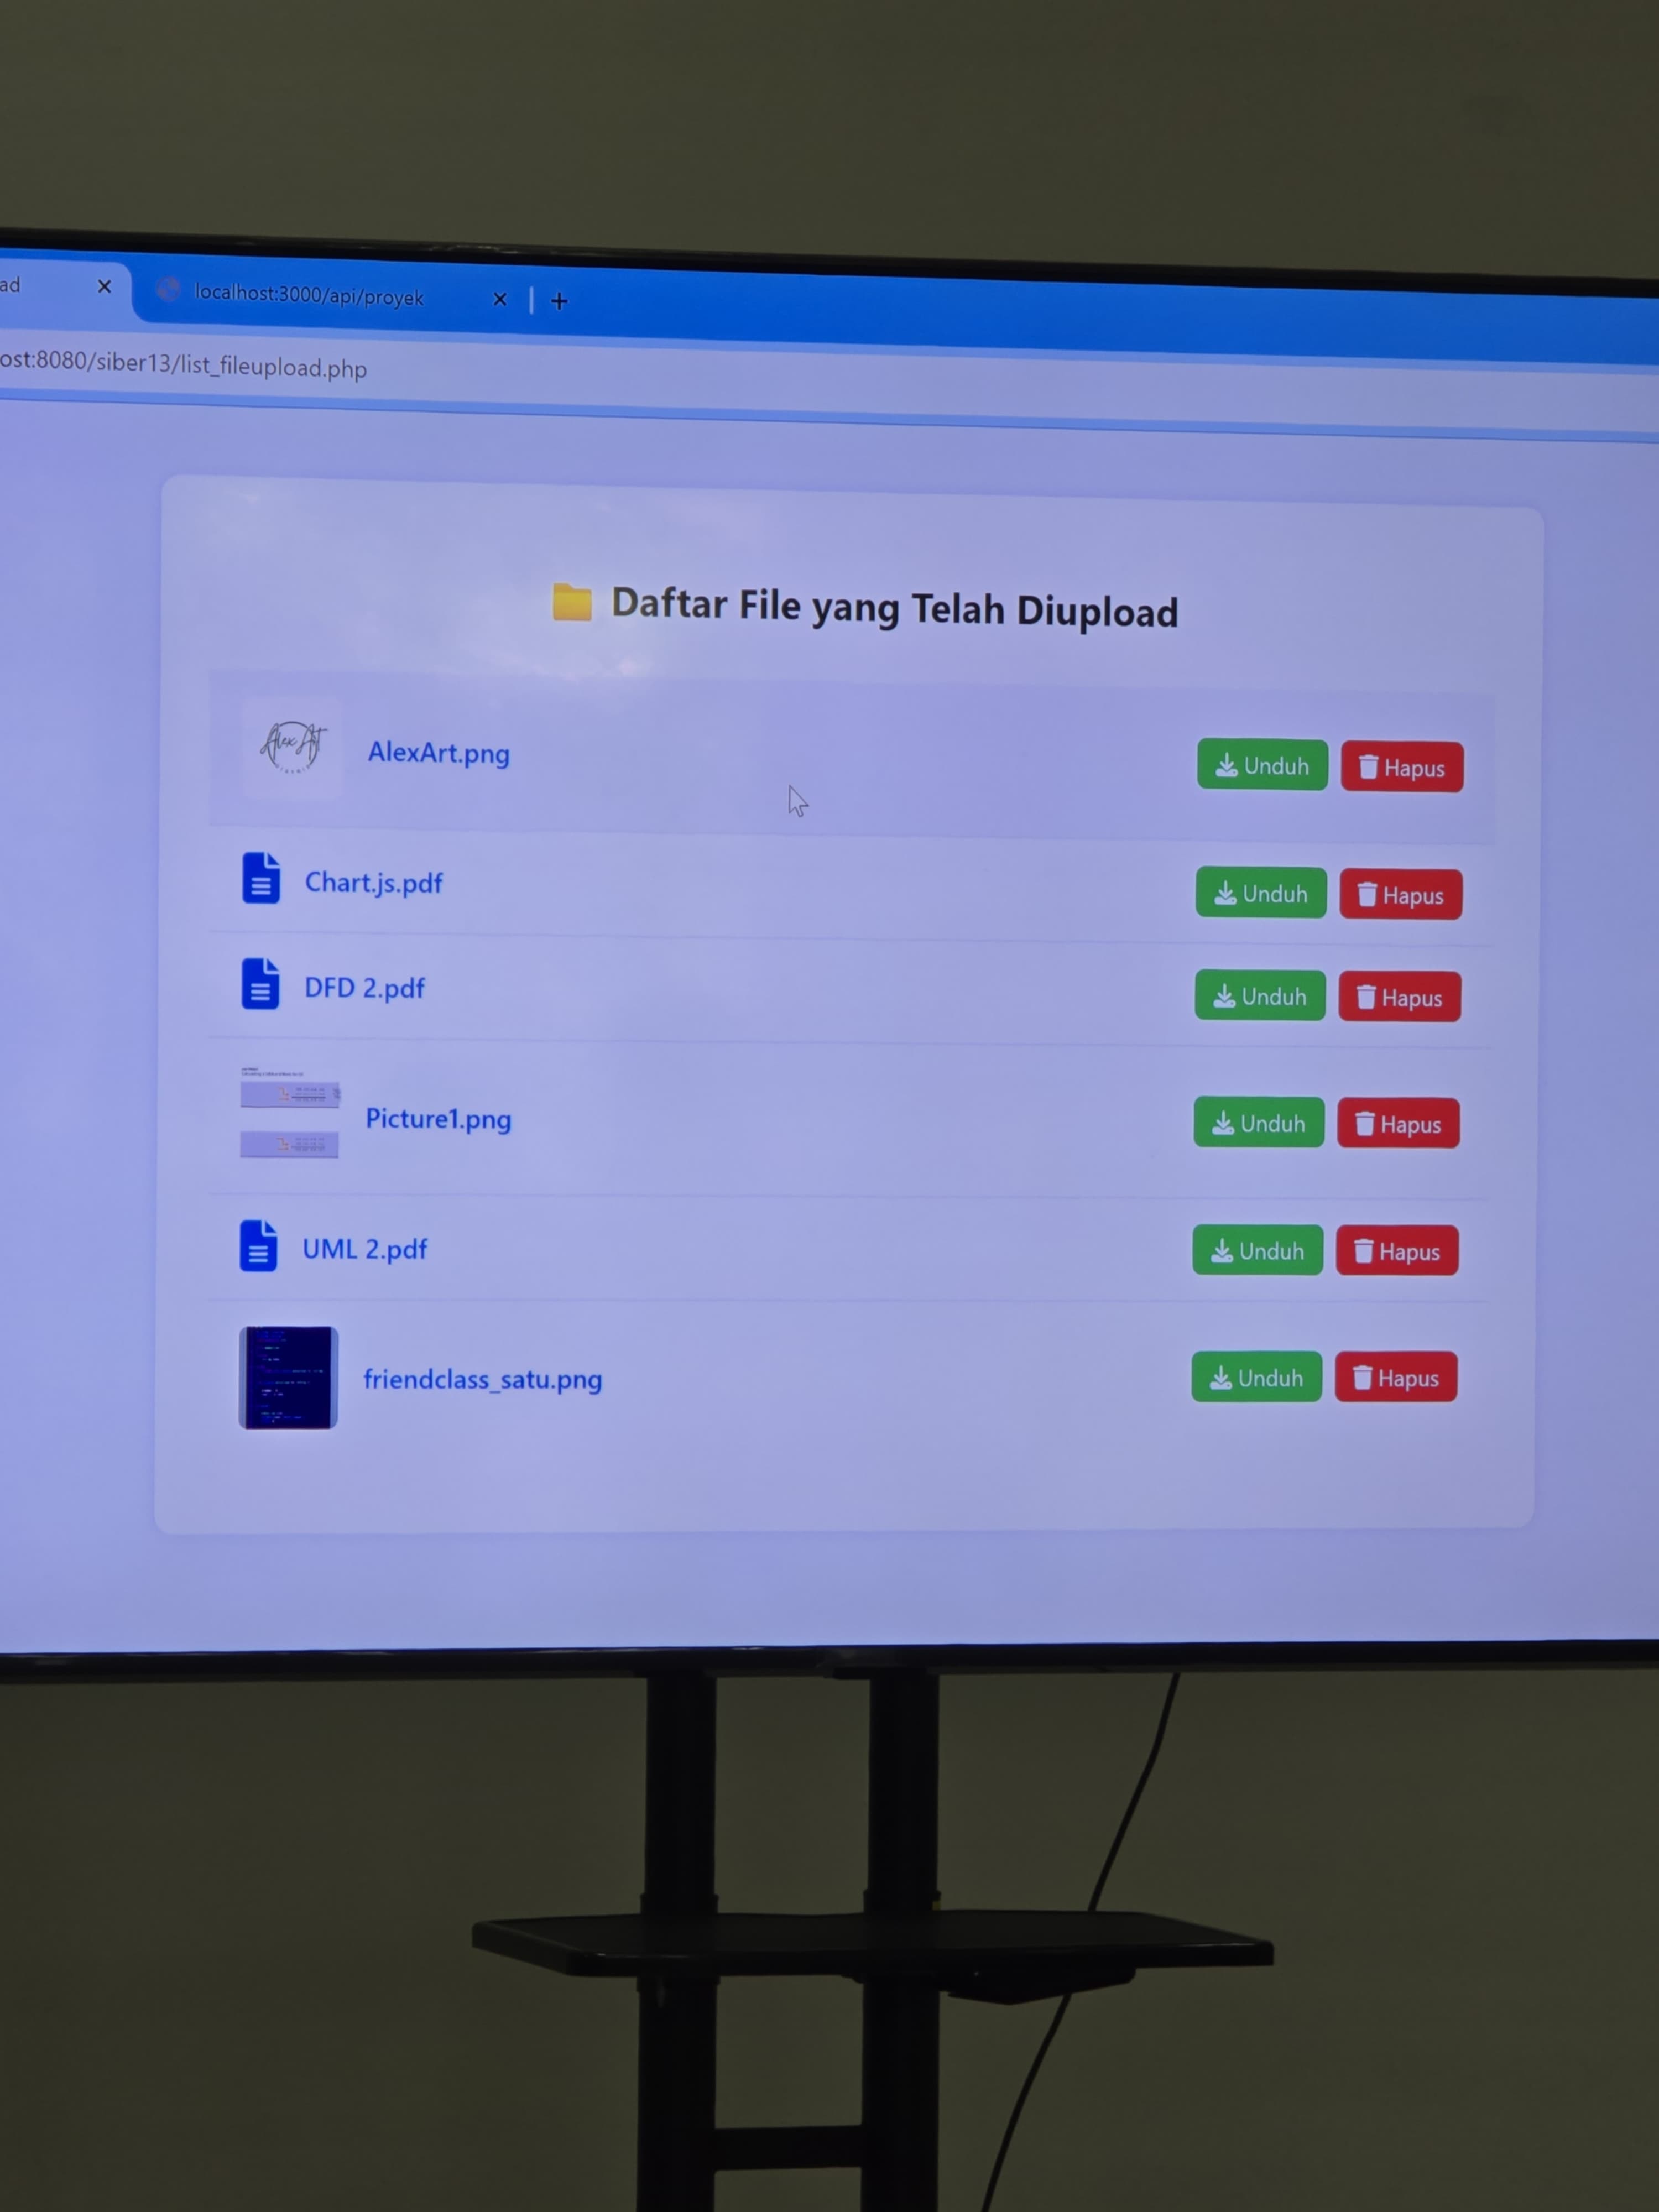 ad
localhost:3000/api/proyek
ost:8080/siber13/list_fileupload.php
Daftar File yang Telah Diupload
Alex Art
AlexArt.png
Unduh
Hapus
Chart.js.pdf
Unduh
Hapus
DFD 2.pdf
Unduh
Hapus
Picture1.png
Unduh
Hapus
UML 2.pdf
Unduh
Hapus
friendclass_satu.png
Unduh
Hapus